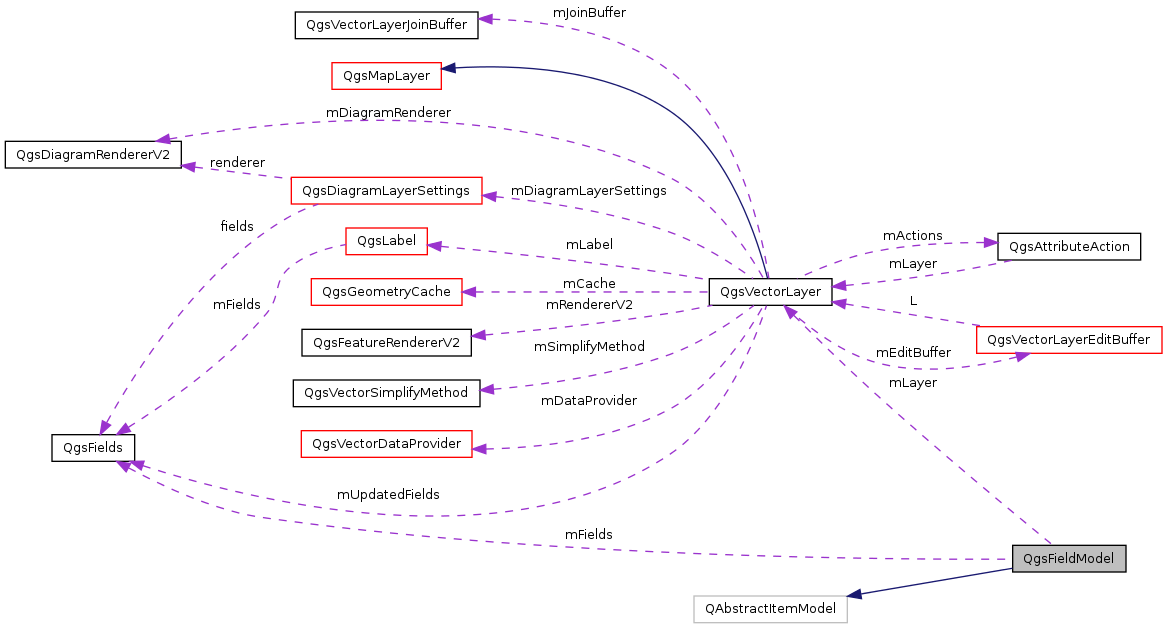 mJoinBuffer
QgsVectorLayerJoinBuffer
QgsMapLayer
mDiagramRenderer
QgsDiagramRendererV2
renderer
QgsDiagramLayerSettings
mDiagramLayerSettings
fields
QgsLabel
mLabel
mActions
QgsAttributeAction
mLayer
mCache
QgsGeometryCache
QgsVectorLayer
mFields
mRendererV2
L
QgsFeatureRendererV2
mSimplifyMethod
mEditBuffer
QgsVectorLayerEditBuffer
mLayer
QgsVectorSimplifyMethod
mDataProvider
QgsFields
QgsVectorDataProvider
mUpdatedFields
mFields
QgsFieldModel
QAbstractItemModel